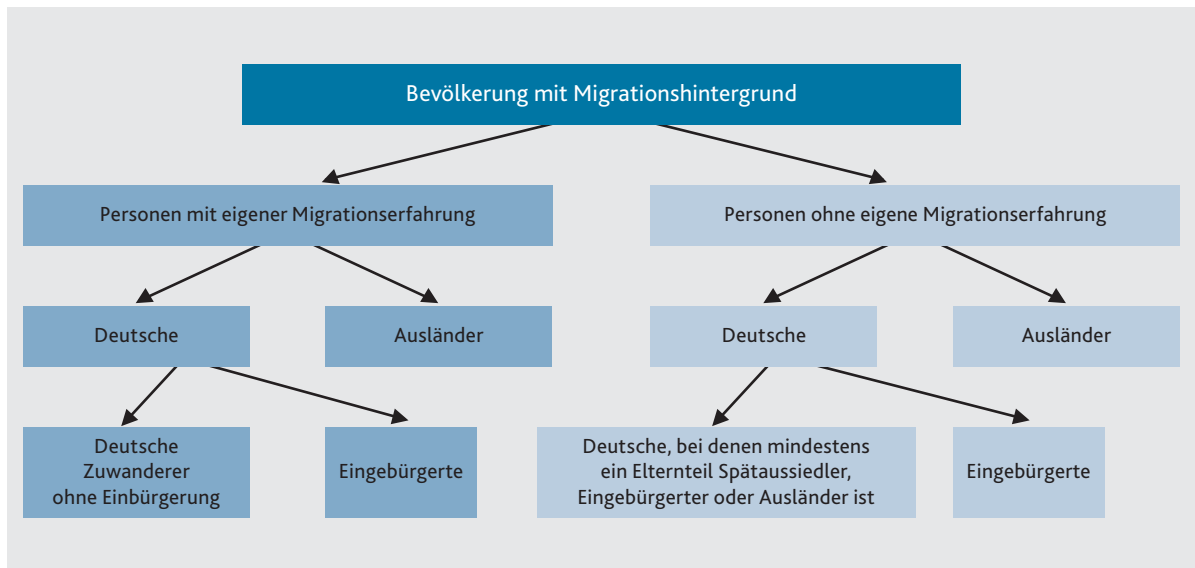 Bevölkerung mit Migrationshintergrund
Personen mit eigener Migrationserfahrung
Personen ohne eigene Migrationserfahrung
Deutsche
Ausländer
Deutsche
Ausländer
Deutsche
Zuwanderer
ohne Einbürgerung
Eingebürgerte
Deutsche, bei denen mindestens
ein Elternteil Spätaussiedler,
Eingebürgerter oder Ausländer ist
Eingebürgerte